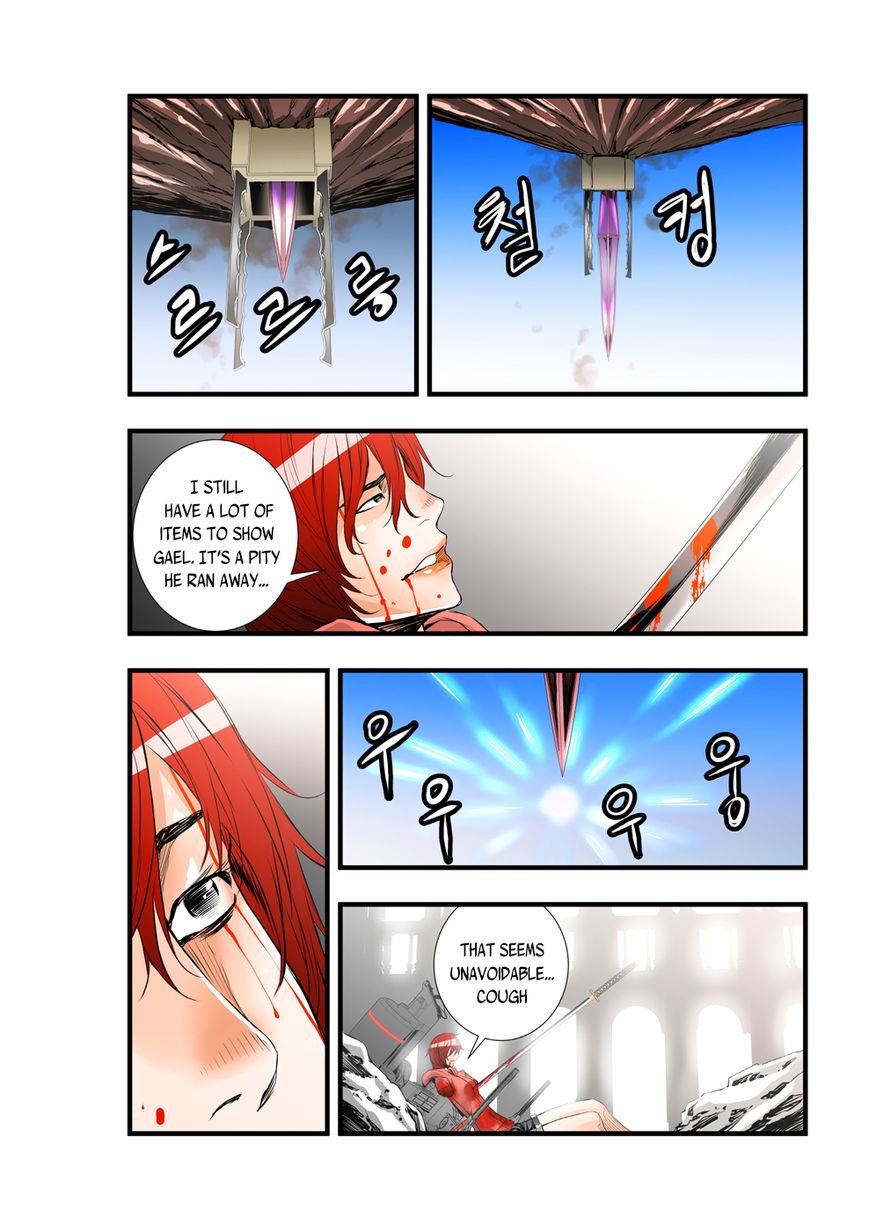 스르르릉
철컹
I STILL
HAVE A LOT OF
ITEMS TO SHOW
GAEL. IT'S A PITY
HE RAN AWAY...
우우우웅
THAT SEEMS
UNAVOIDABLE...
COUGH